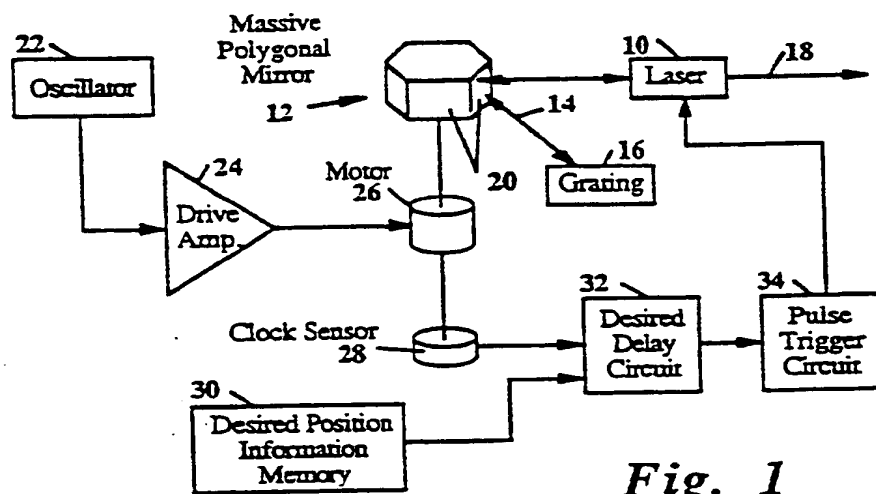 22
Oscillator
Massive
Polygonal
Mirror
12
10
Laser
18
14
16
Grating
20
24
Drive
Amp.
Motor
26
Clock Sensor
28
32
Desired
Delay
Circuit
34
Pulse
Trigger
Circuit
30
Desired Position
Information
Memory
Fig. 1